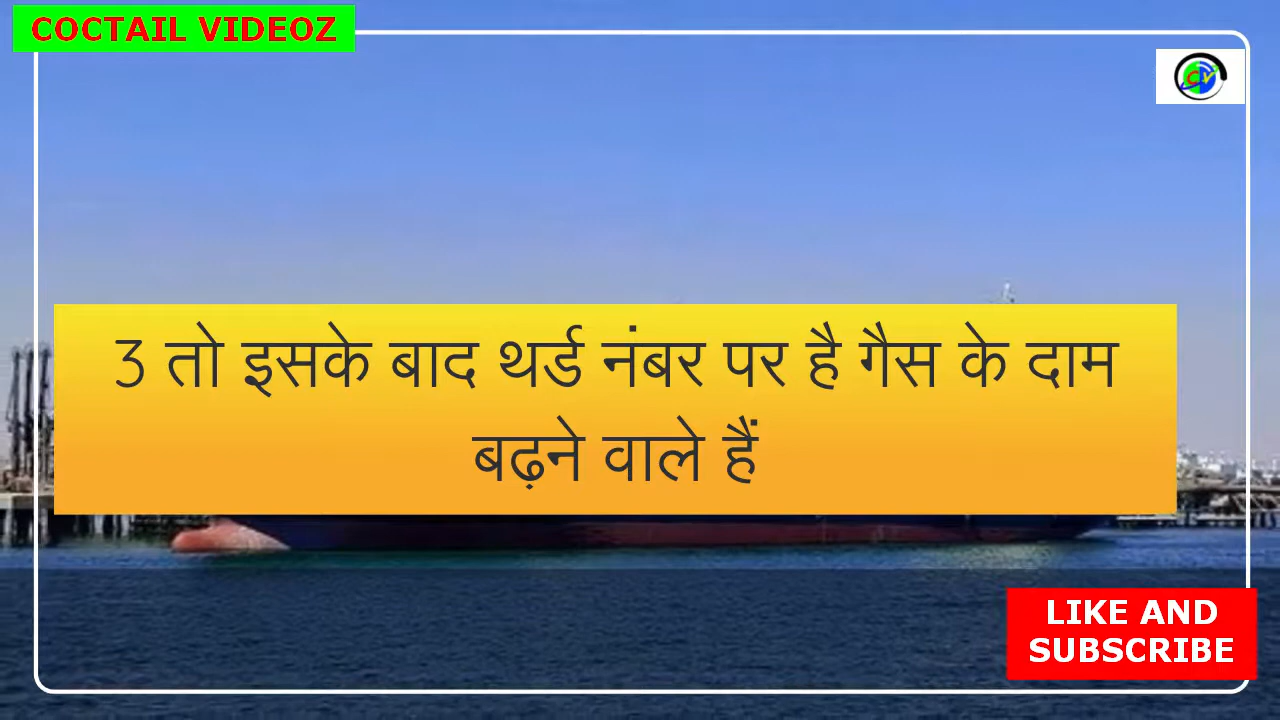 COCTAIL VIDEOZ
3 तो इसके बाद थर्ड नंबर पर है गैस के दाम
बढ़ने वाले हैं
LIKE AND
SUBSCRIBE